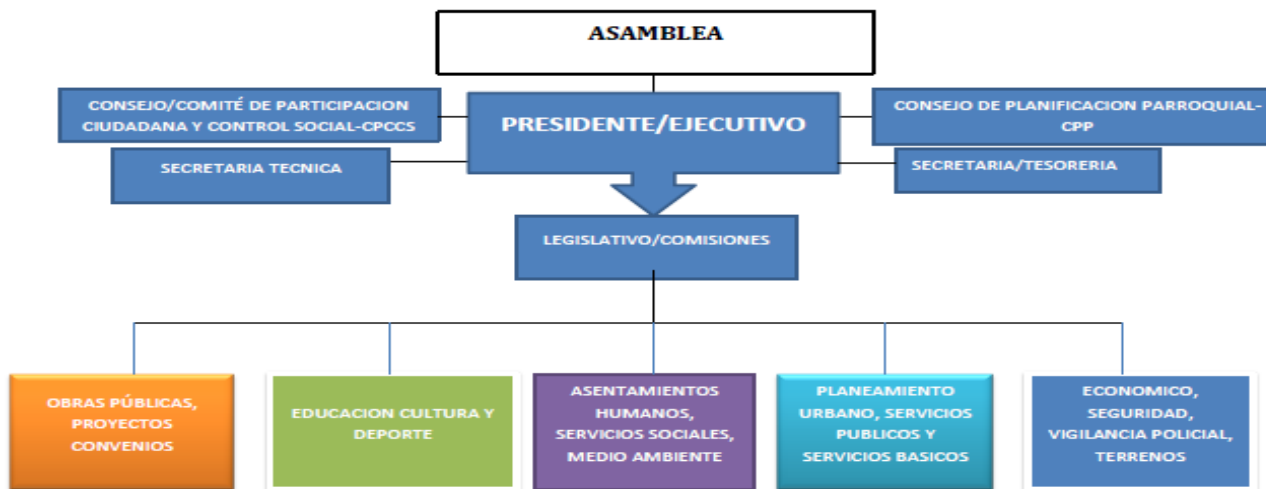 ASAMBLEA
CONSEJO/COMITÉ DE PARTICIPACION
CIUDADANA Y CONTROL SOCIAL-CPCCS
PRESIDENTE/EJECUTIVO
CONSEJO DE PLANIFICACION PARROQUIAL-
CPP
SECRETARIA TECNICA
SECRETARIA/TESORERIA
LEGISLATIVO/COMISIONES
OBRAS PÚBLICAS,
PROYECTOS
CONVENIOS
EDUCACION CULTURA Y
DEPORTE
ASENTAMIENTOS
HUMANOS,
SERVICIOS SOCIALES,
MEDIO AMBIENTE
PLANEAMIENTO
URBANO, SERVICIOS
PUBLICOS Y
SERVICIOS BASICOS
ECONOMICO,
SEGURIDAD,
VIGILANCIA POLICIAL,
TERRENOS